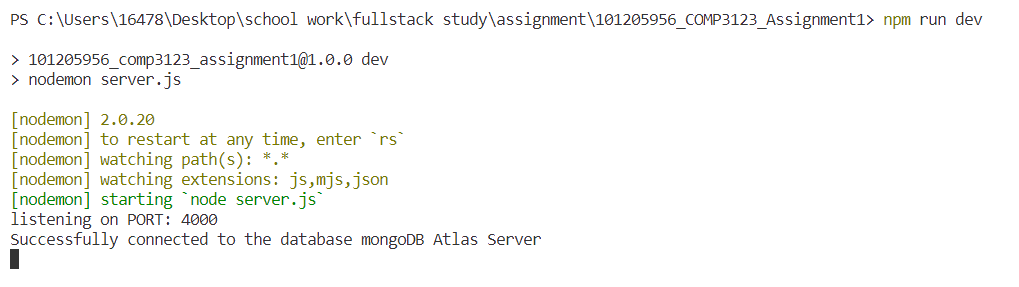 PS C:\Users\16478\Desktop\school work\fullstack study\assignment\101205956_COMP3123_Assignment1> npm run dev
> 101205956_comp3123_assignment1@1.0.0 dev
> nodemon server.js
[nodemon] 2.0.20
[nodemon] to restart at any time, enter `rs`
[nodemon] watching path(s): *.*
[nodemon] watching extensions: js,mjs,json
[nodemon] starting `node server.js`
listening on PORT: 4000
Successfully connected to the database mongoDB Atlas Server